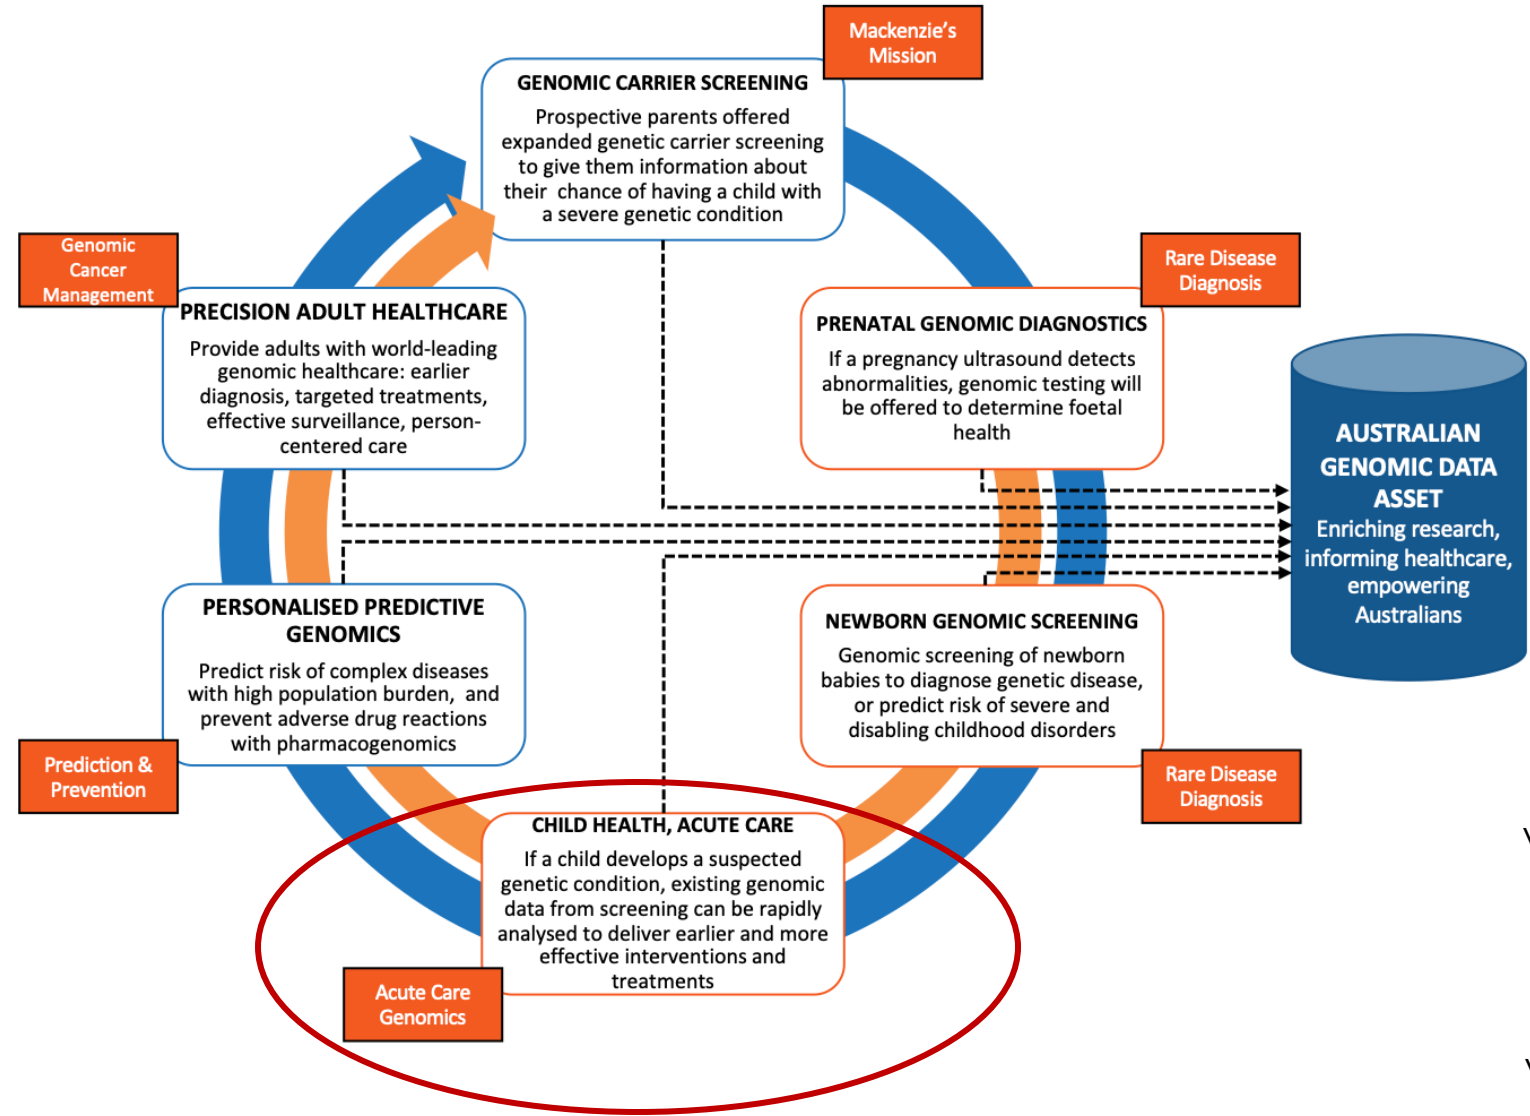 Mackenzie's
Mission
GENOMIC CARRIER SCREENING
Prospective parents offered
expanded genetic carrier screening
to give them information about
their chance of having a child with
a severe genetic condition
Rare Disease
Diagnosis
PRENATAL GENOMIC DIAGNOSTICS
If a pregnancy ultrasound detects
abnormalities, genomic testing will
be offered to determine foetal
health
AUSTRALIAN
GENOMIC DATA
ASSET
Enriching research,
informing healthcare,
empowering
Australians
NEWBORN GENOMIC SCREENING
Genomic screening of newborn
babies to diagnose genetic disease,
or predict risk of severe and
disabling childhood disorders
Rare Disease
Diagnosis
CHILD HEALTH, ACUTE CARE
If a child develops a suspected
genetic condition, existing genomic
data from screening can be rapidly
analysed to deliver earlier and more
effective interventions and
treatments
Acute Care
Genomics
PERSONALISED PREDICTIVE
GENOMICS
Predict risk of complex diseases
with high population burden, and
prevent adverse drug reactions
with pharmacogenomics
Prediction &
Prevention
Genomic
Cancer
Management
PRECISION ADULT HEALTHCARE
Provide adults with world-leading
genomic healthcare: earlier
diagnosis, targeted treatments,
effective surveillance, person-
centered care